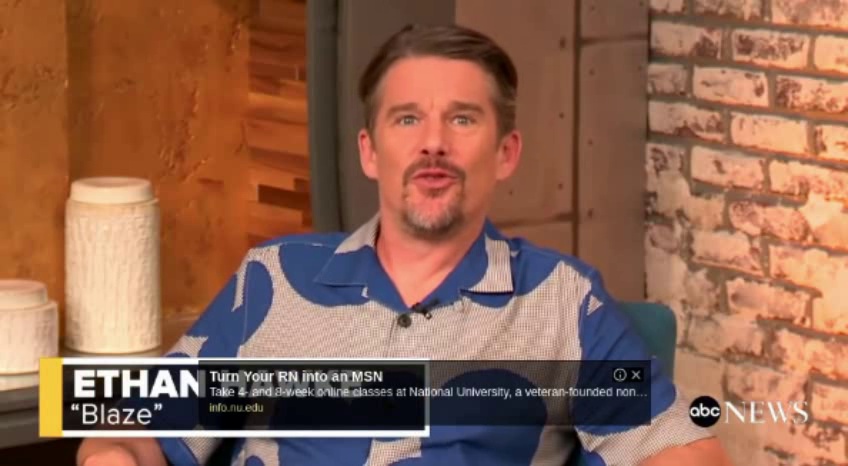 ETHAN
"Blaze"
Turn Your RN into an MSN
Take 4- and 8-week online classes at National University, a veteran-founded non...
info.nu.edu
abc NEWS